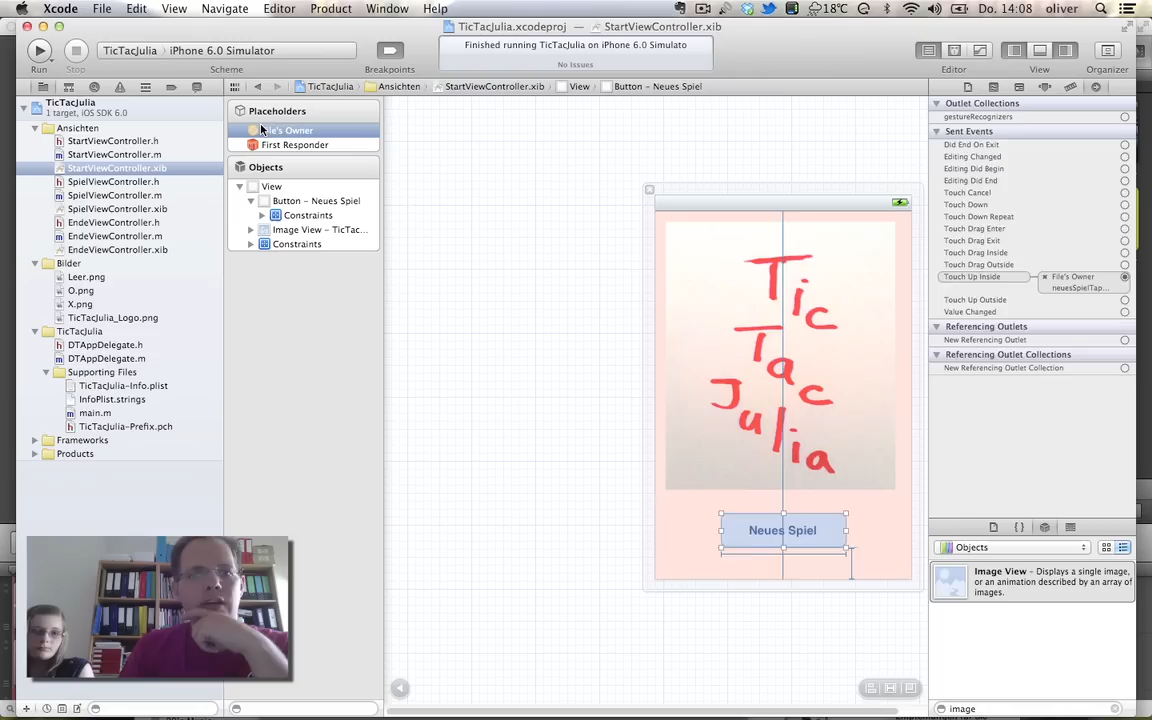 Xcode File Edit View Navigate Editor Product Window Help
18°C Do. 14:08 oliver
TicTacJulia.xcodeproj — StartViewController.xib
TicTacJulia iPhone 6.0 Simulator
Finished running TicTacJulia on iPhone 6.0 Simulato
No Issues
Run Stop Scheme Breakpoints Editor View Organizer
TicTacJulia Ansichten StartViewController.xib View Button - Neues Spiel
TicTacJulia
1 target, iOS SDK 6.0
Ansichten
StartViewController.h
StartViewController.m
StartViewController.xib
SpielViewController.h
SpielViewController.m
SpielViewController.xib
EndeViewController.h
EndeViewController.m
EndeViewController.xib
Bilder
Leer.png
O.png
X.png
TicTacJulia_Logo.png
TicTacJulia
DTAppDelegate.h
DTAppDelegate.m
Supporting Files
TicTacJulia-Info.plist
InfoPlist.strings
main.m
TicTacJulia-Prefix.pch
Frameworks
Products
Placeholders
File's Owner
First Responder
Objects
View
Button - Neues Spiel
Constraints
Image View - TicTac...
Constraints
Tic
Tac
Julia
Neues Spiel
Outlet Collections
gestureRecognizers
Sent Events
Did End On Exit
Editing Changed
Editing Did Begin
Editing Did End
Touch Cancel
Touch Down
Touch Down Repeat
Touch Drag Enter
Touch Drag Exit
Touch Drag Inside
Touch Drag Outside
Touch Up Inside File's Owner
neuesSpielTap...
Touch Up Outside
Value Changed
Referencing Outlets
New Referencing Outlet
Referencing Outlet Collections
New Referencing Outlet Collection
Objects
Image View - Displays a single image,
or an animation described by an array of
images.
image